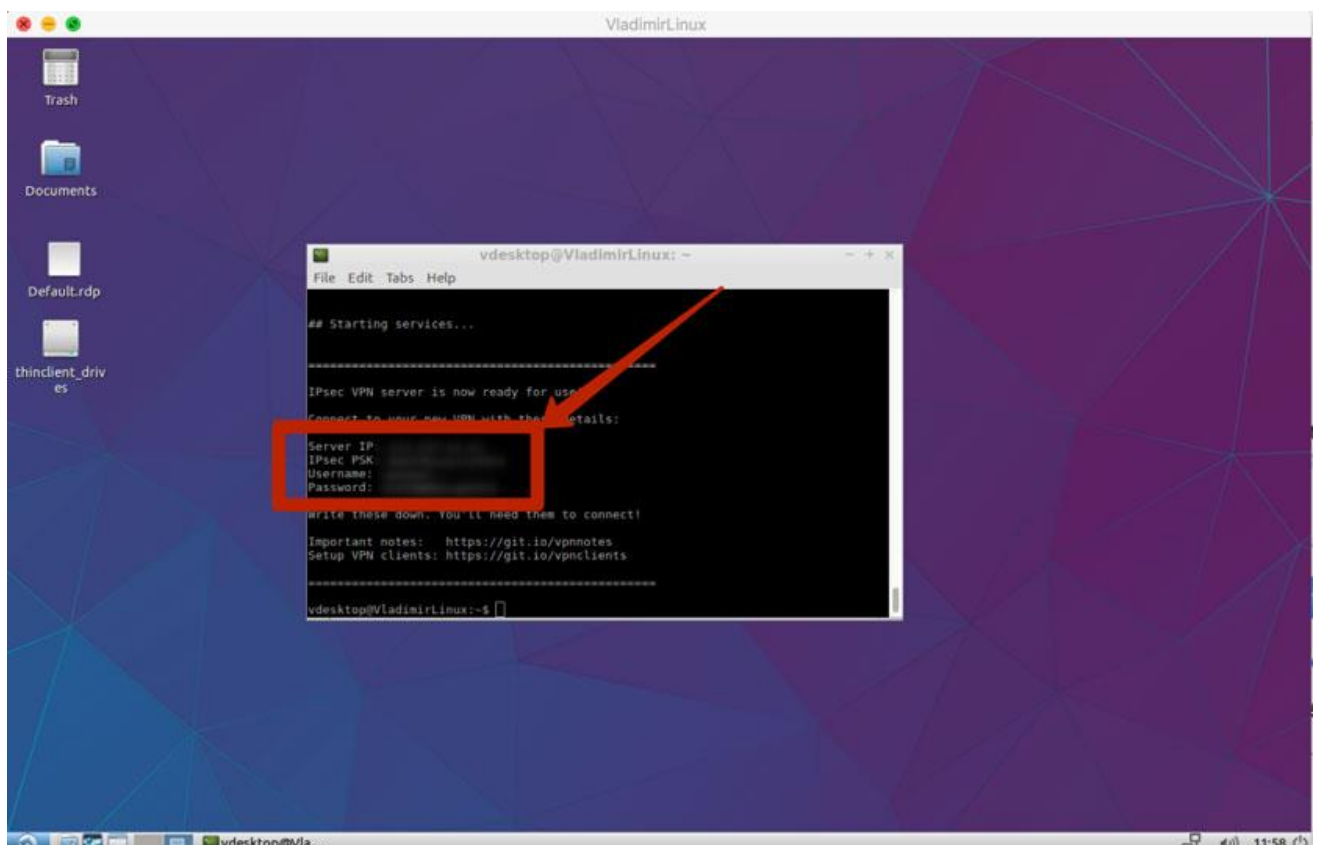 VladimirLinux
Trash
Documents
Default.rdp
thinclient_driv
es
vdesktop@VladimirLinux: ~
File Edit Tabs Help
## Starting services...
================================================
IPsec VPN server is now ready for use!
Connect to your new VPN with these details:
Server IP:
IPsec PSK:
Username:
Password:
Write these down. You'll need them to connect!
Important notes: https://git.io/vpnnotes
Setup VPN clients: https://git.io/vpnclients
================================================
vdesktop@VladimirLinux:~$
vdesktop@Vla...
11:58